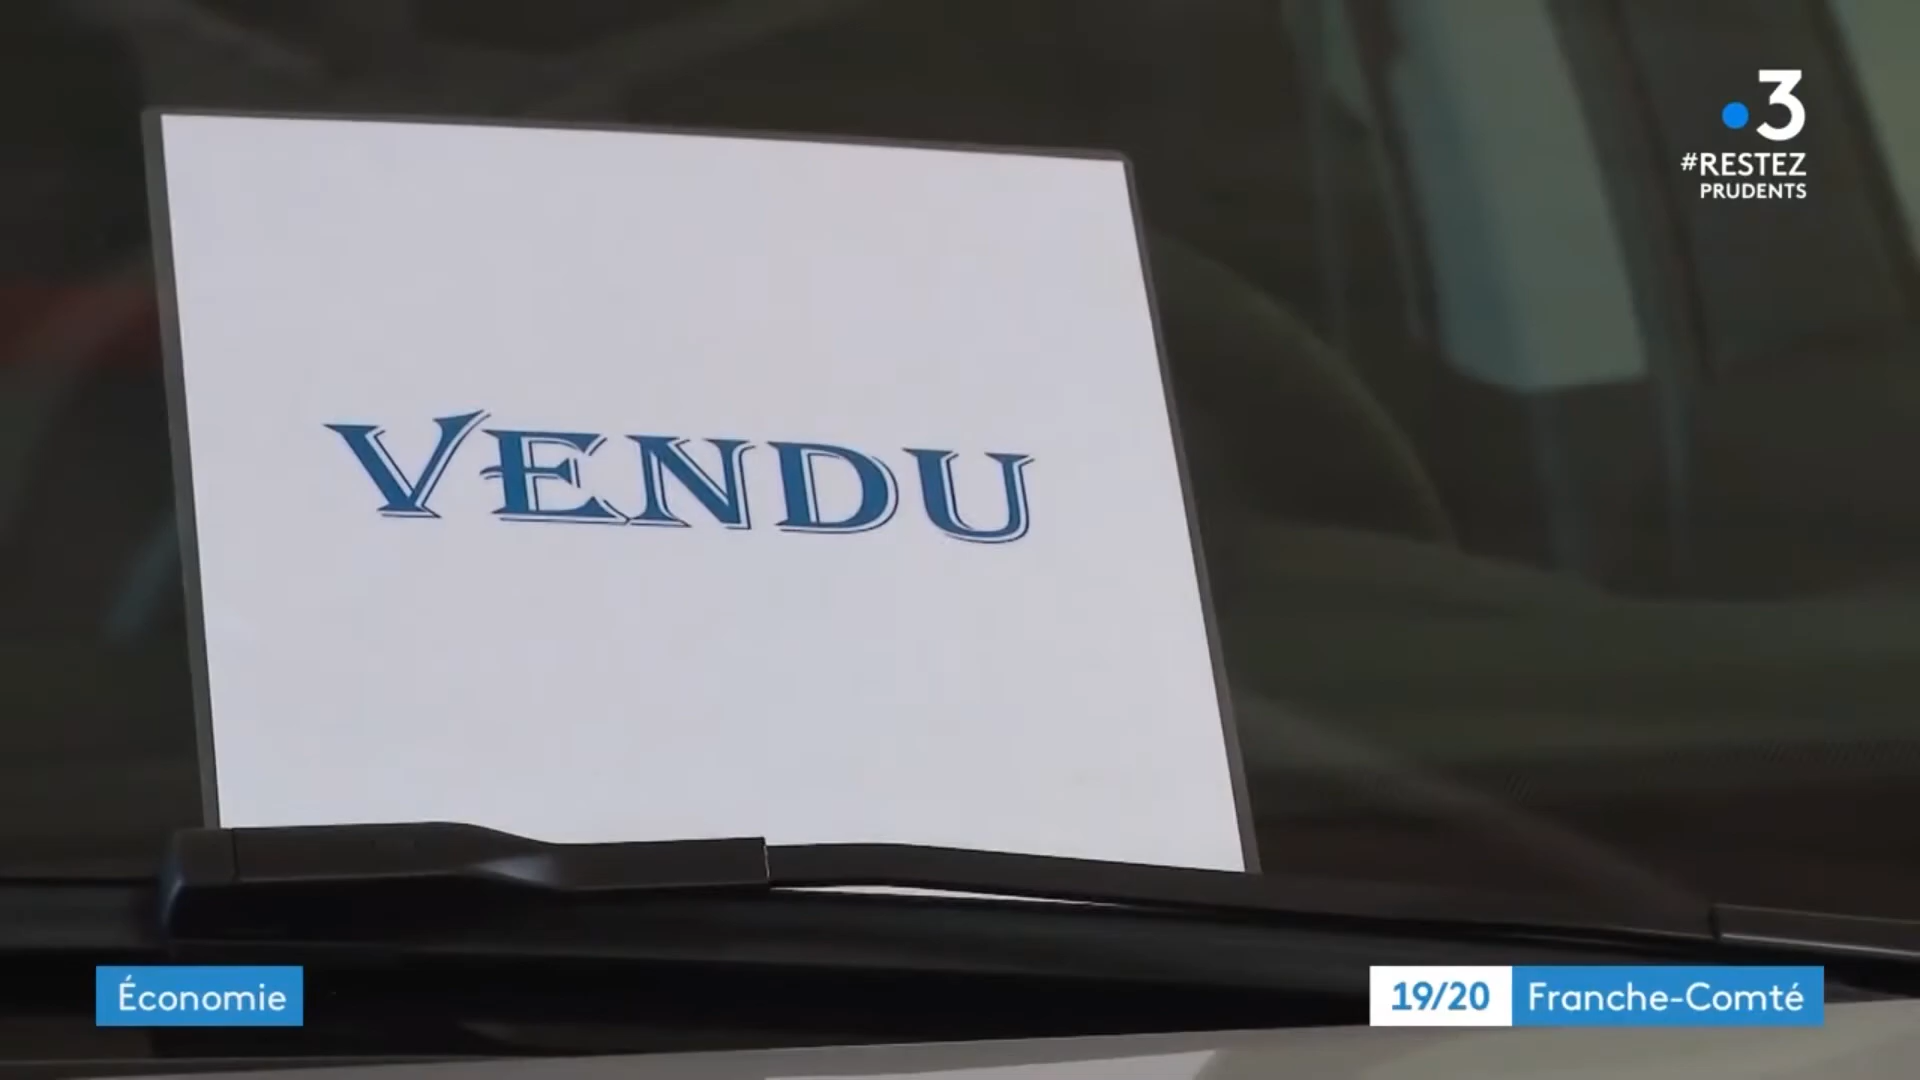 3
#RESTEZ
PRUDENTS
VENDU
Économie
19/20 Franche-Comté